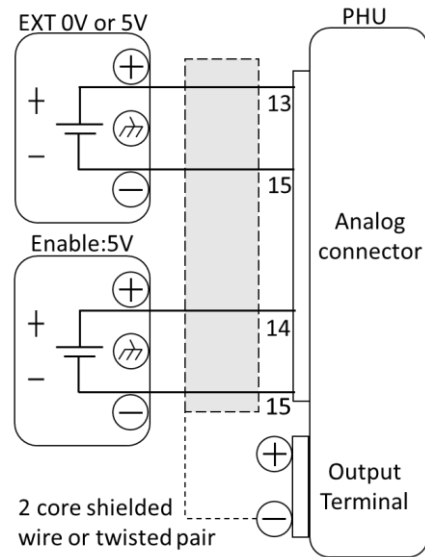 EXT 0V or 5V
PHU
+
+
13
-
-
15
Analog
connector
Enable:5V
+
+
14
-
-
15
+
Output
Terminal
-
2 core shielded
wire or twisted pair